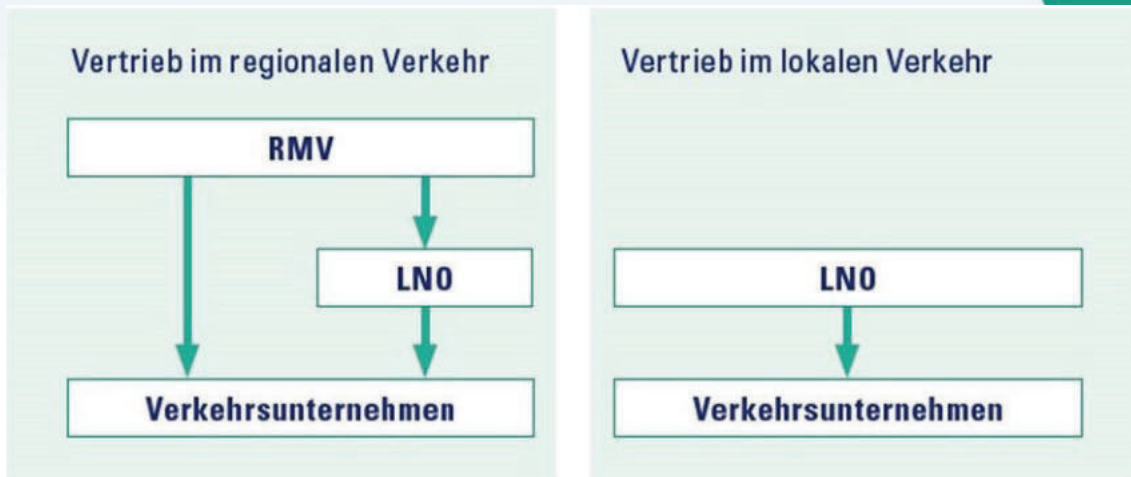 Vertrieb im regionalen Verkehr
RMV
LNO
Verkehrsunternehmen
Vertrieb im lokalen Verkehr
LNO
Verkehrsunternehmen